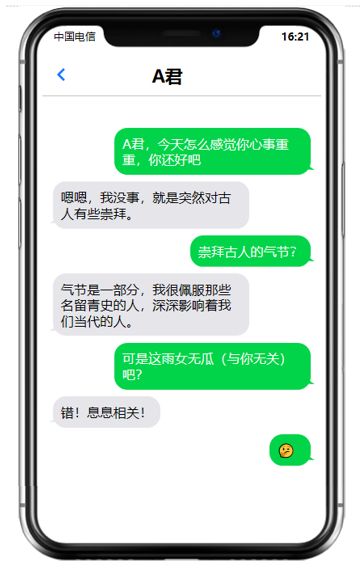 中国电信 16:21
A君
A君，今天怎么感觉你心事重
重，你还好吧
嗯嗯，我没事，就是突然对古
人有些崇拜。
崇拜古人的气节？
气节是一部分，我很佩服那些
名留青史的人，深深影响着我
们当代的人。
可是这雨女无瓜（与你无关）
吧？
错！息息相关！